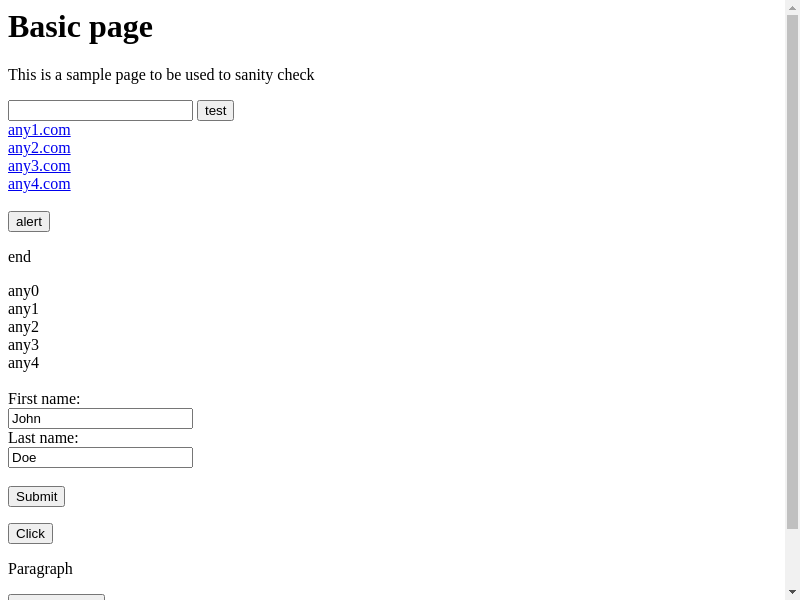 Basic page
This is a sample page to be used to sanity check
test
any1.com
any2.com
any3.com
any4.com
alert
end
any0
any1
any2
any3
any4
First name:
John
Last name:
Doe
Submit
Click
Paragraph